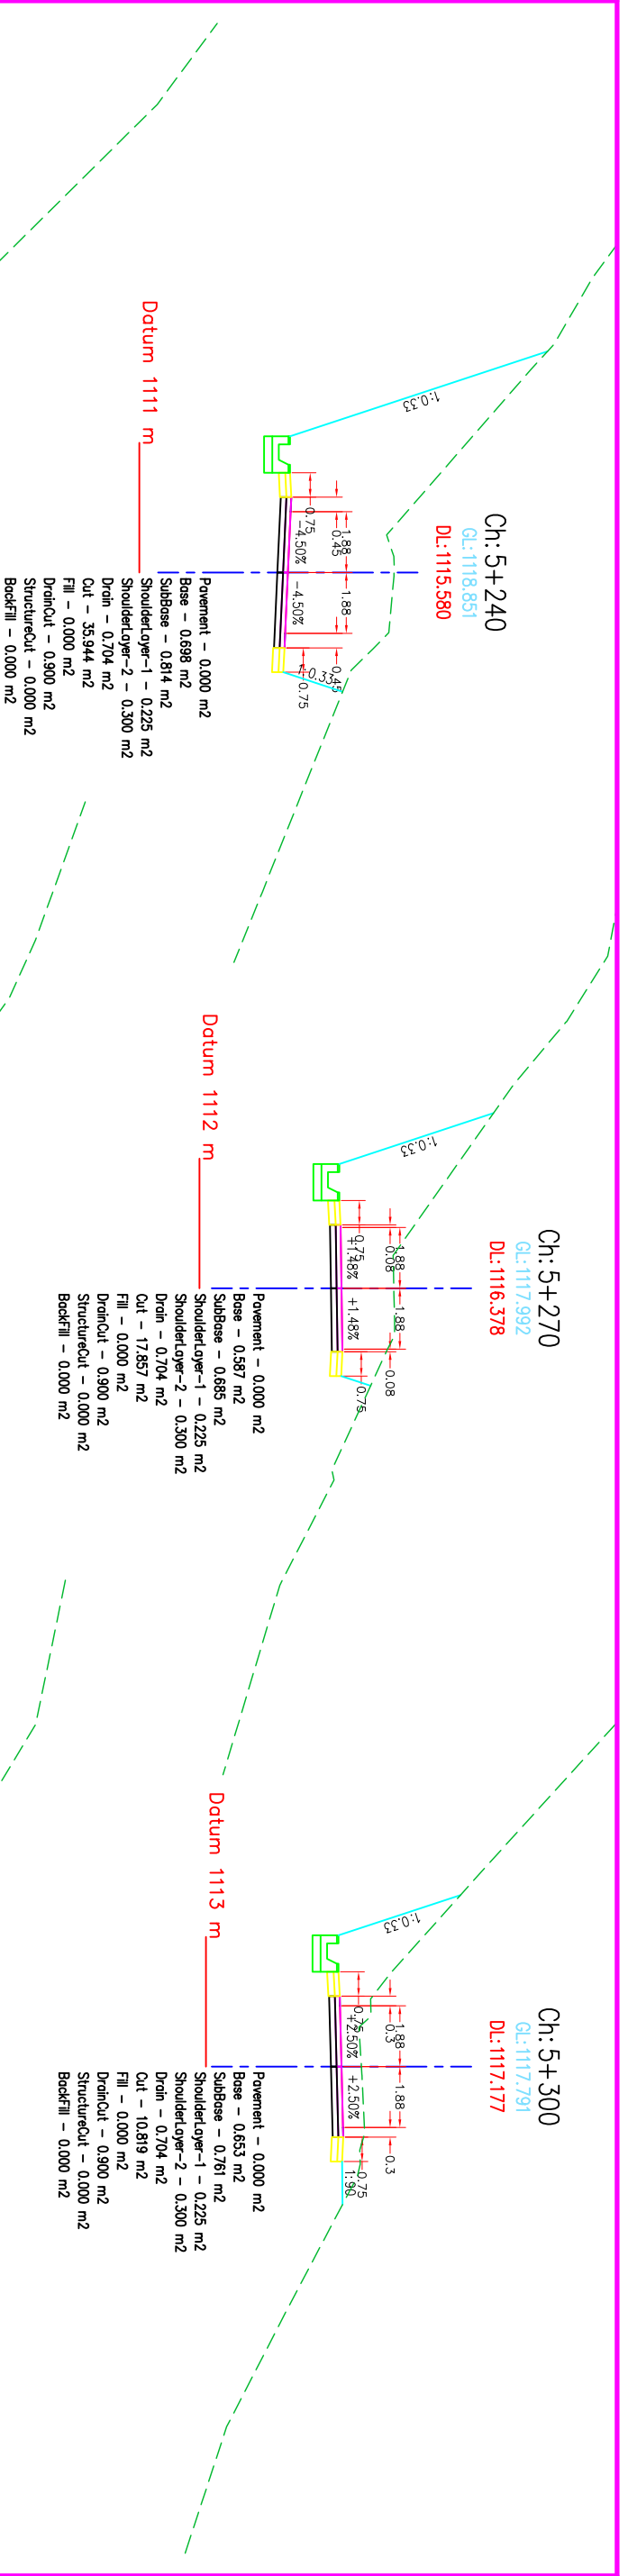 Ch: 5+240
GL:1118.851
DL:1115.580
1:0.33
1.88
1.88
0.45
0.45
0.75
0.75
-4.50%
-4.50%
1:0.33
Datum 1111 m
Pavement - 0.000 m2
Base - 0.698 m2
SubBase - 0.814 m2
ShoulderLayer-1 - 0.225 m2
ShoulderLayer-2 - 0.300 m2
Drain - 0.704 m2
Cut - 35.944 m2
Fill - 0.000 m2
DrainCut - 0.900 m2
StructureCut - 0.000 m2
BackFill - 0.000 m2
Ch: 5+270
GL:1117.992
DL:1116.378
1:0.33
1.88
1.88
0.08
0.08
0.75
0.75
+1.48%
+1.48%
Datum 1112 m
Pavement - 0.000 m2
Base - 0.587 m2
SubBase - 0.685 m2
ShoulderLayer-1 - 0.225 m2
ShoulderLayer-2 - 0.300 m2
Drain - 0.704 m2
Cut - 17.857 m2
Fill - 0.000 m2
DrainCut - 0.900 m2
StructureCut - 0.000 m2
BackFill - 0.000 m2
Ch: 5+300
GL:1117.791
DL:1117.177
1:0.33
1.88
1.88
0.3
0.3
0.75
0.75
+2.50%
+2.50%
1:90
Datum 1113 m
Pavement - 0.000 m2
Base - 0.653 m2
SubBase - 0.761 m2
ShoulderLayer-1 - 0.225 m2
ShoulderLayer-2 - 0.300 m2
Drain - 0.704 m2
Cut - 10.819 m2
Fill - 0.000 m2
DrainCut - 0.900 m2
StructureCut - 0.000 m2
BackFill - 0.000 m2